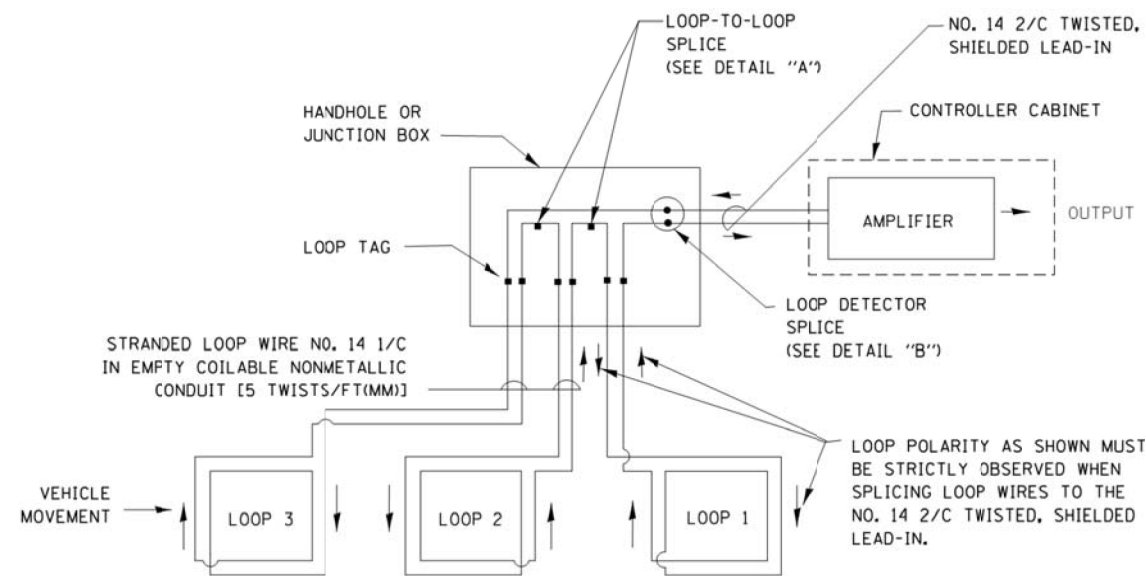 LOOP-TO-LOOP
SPLICE
(SEE DETAIL "A")
NO. 14 2/C TWISTED,
SHIELDED LEAD-IN
HANDHOLE OR
JUNCTION BOX
CONTROLLER CABINET
AMPLIFIER
OUTPUT
LOOP TAG
LOOP DETECTOR
SPLICE
(SEE DETAIL "B")
STRANDED LOOP WIRE NO. 14 1/C
IN EMPTY COILABLE NONMETALLIC
CONDUIT [5 TWISTS/FT(MM)]
LOOP POLARITY AS SHOWN MUST
BE STRICTLY OBSERVED WHEN
SPLICING LOOP WIRES TO THE
NO. 14 2/C TWISTED, SHIELDED
LEAD-IN.
VEHICLE
MOVEMENT
LOOP 3
LOOP 2
LOOP 1